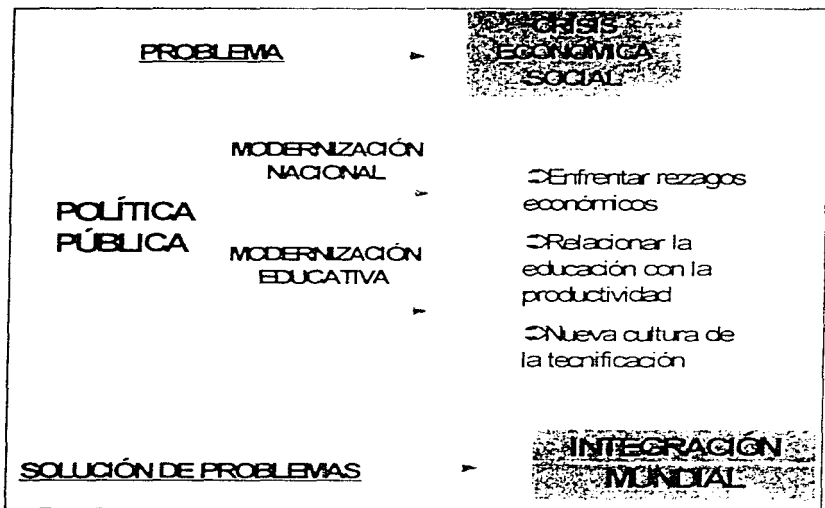 PROBLEMA
CRISIS
ECONÓMICA
SOCIAL
MODERNIZACIÓN
NACIONAL
POLÍTICA
PÚBLICA
MODERNIZACIÓN
EDUCATIVA
Enfrentar rezagos
económicos
Relacionar la
educación con la
productividad
Nueva cultura de
la tecnificación
SOLUCIÓN DE PROBLEMAS
INTEGRACIÓN
MUNDIAL